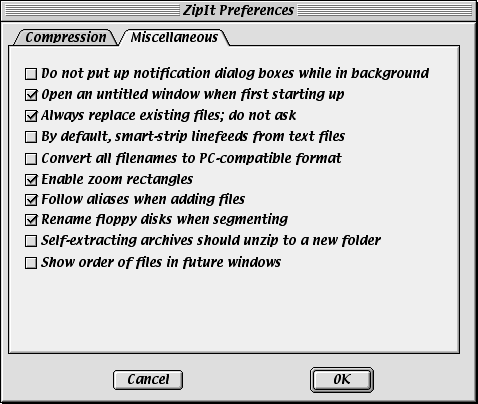 ZipIt Preferences
Compression
Miscellaneous
Do not put up notification dialog boxes while in background
Open an untitled window when first starting up
Always replace existing files; do not ask
By default, smart-strip linefeeds from text files
Convert all filenames to PC-compatible format
Enable zoom rectangles
Follow aliases when adding files
Rename floppy disks when segmenting
Self-extracting archives should unzip to a new folder
Show order of files in future windows
Cancel
OK